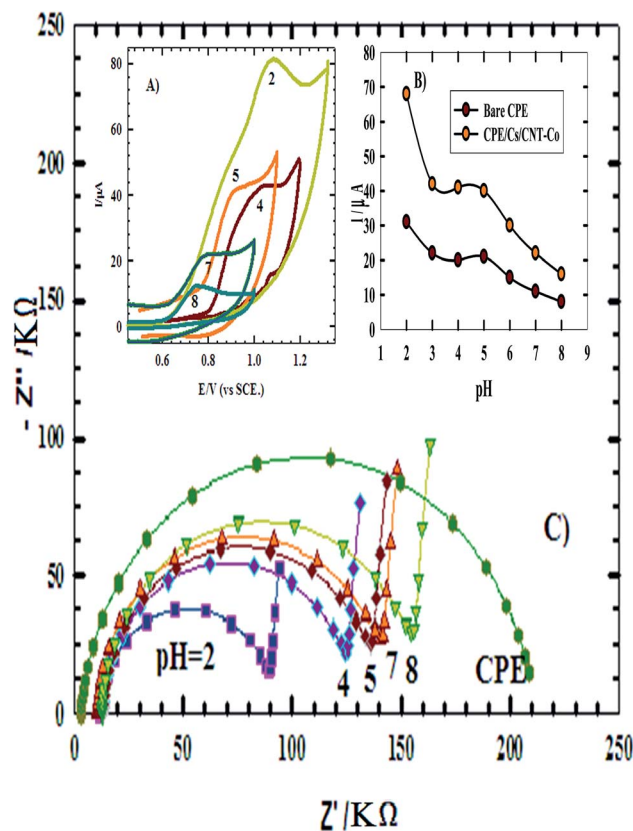 250
200
150
100
50
0
- Z'' /KΩ
0 50 100 150 200 250
Z' /KΩ
A)
80
60
40
20
0
I/µA
0.6 0.8 1.0 1.2
E/V (vs SCE.)
2
5
4
7
8
B)
80
70
60
50
40
30
20
10
0
I / µ A
1 2 3 4 5 6 7 8 9
pH
Bare CPE
CPE/Cs/CNT-Co
C)
pH=2
4 5 7 8
CPE